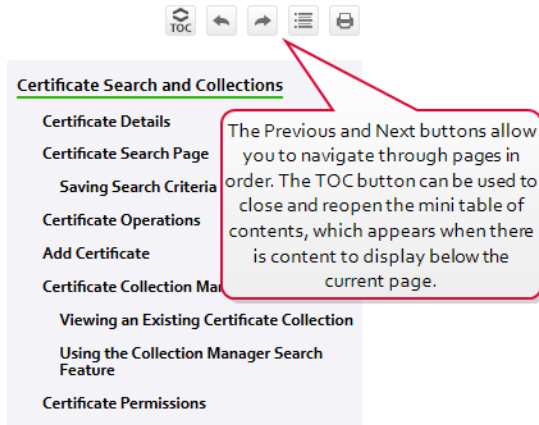 TOC
Certificate Search and Collections
Certificate Details
Certificate Search Page
Saving Search Criteria
Certificate Operations
Add Certificate
Certificate Collection
Viewing an Existing Certificate Collection
Using the Collection Manager Search
Feature
Certificate Permissions
The Previous and Next buttons allow
you to navigate through pages in
order. The TOC button can be used to
close and reopen the mini table of
contents, which appears when there
is content to display below the
current page.